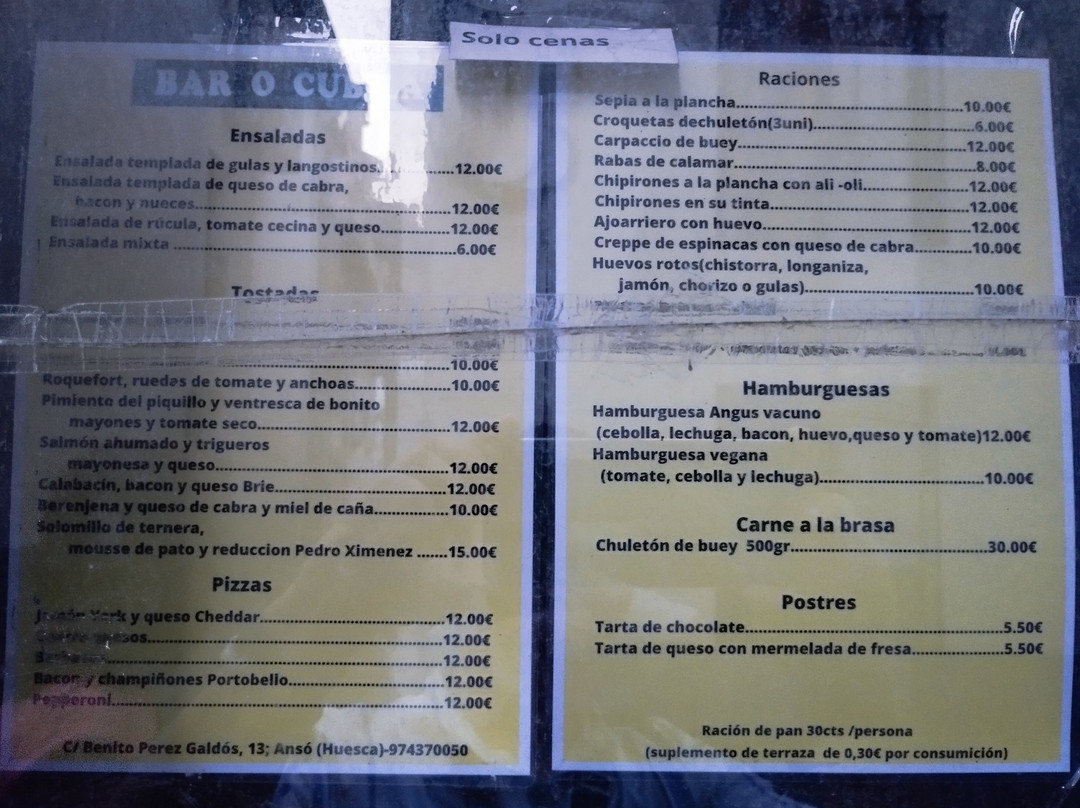 Solo cenas
BAR O
Ensaladas
Ensalada templada de gulas y langostinos...............12.00€
Ensalada templada de queso de cabra,
bacon y nueces...............12.00€
Ensalada de rúcula, tomate cecina y queso...............12.00€
Ensalada mixta ...............6.00€
Tostadas
...............10.00€
Roquefort, ruedas de tomate y anchoas...............10.00€
Pimiento del piquillo y ventresca de bonito
mayones y tomate seco...............12.00€
Salmón ahumado y trigueros
mayonesa y queso...............12.00€
Calabacín, bacon y queso Brie...............12.00€
Berenjena y queso de cabra y miel de caña...............10.00€
Solomillo de ternera,
mousse de pato y reduccion Pedro Ximenez .......15.00€
Pizzas
Jamón York y queso Cheddar...............12.00€
quesos...............12.00€
...............12.00€
Bacon y champiñones Portobello...............12.00€
Pepperoni...............12.00€
C/ Benito Perez Galdós, 13; Ansó (Huesca)-974370050
Raciones
Sepia a la plancha...............10.00€
Croquetas dechuletón(3uni)...............6.00€
Carpaccio de buey...............12.00€
Rabas de calamar...............8.00€
Chipirones a la plancha con ali -oli...............12.00€
Chipirones en su tinta...............12.00€
Ajoarriero con huevo...............12.00€
Creppe de espinacas con queso de cabra...............10.00€
Huevos rotos(chistorra, longaniza,
jamón, chorizo o gulas)...............10.00€
Hamburguesas
Hamburguesa Angus vacuno
(cebolla, lechuga, bacon, huevo,queso y tomate)12.00€
Hamburguesa vegana
(tomate, cebolla y lechuga)...............10.00€
Carne a la brasa
Chuletón de buey 500gr...............30.00€
Postres
Tarta de chocolate...............5.50€
Tarta de queso con mermelada de fresa...............5.50€
Ración de pan 30cts /persona
(suplemento de terraza de 0,30€ por consumición)